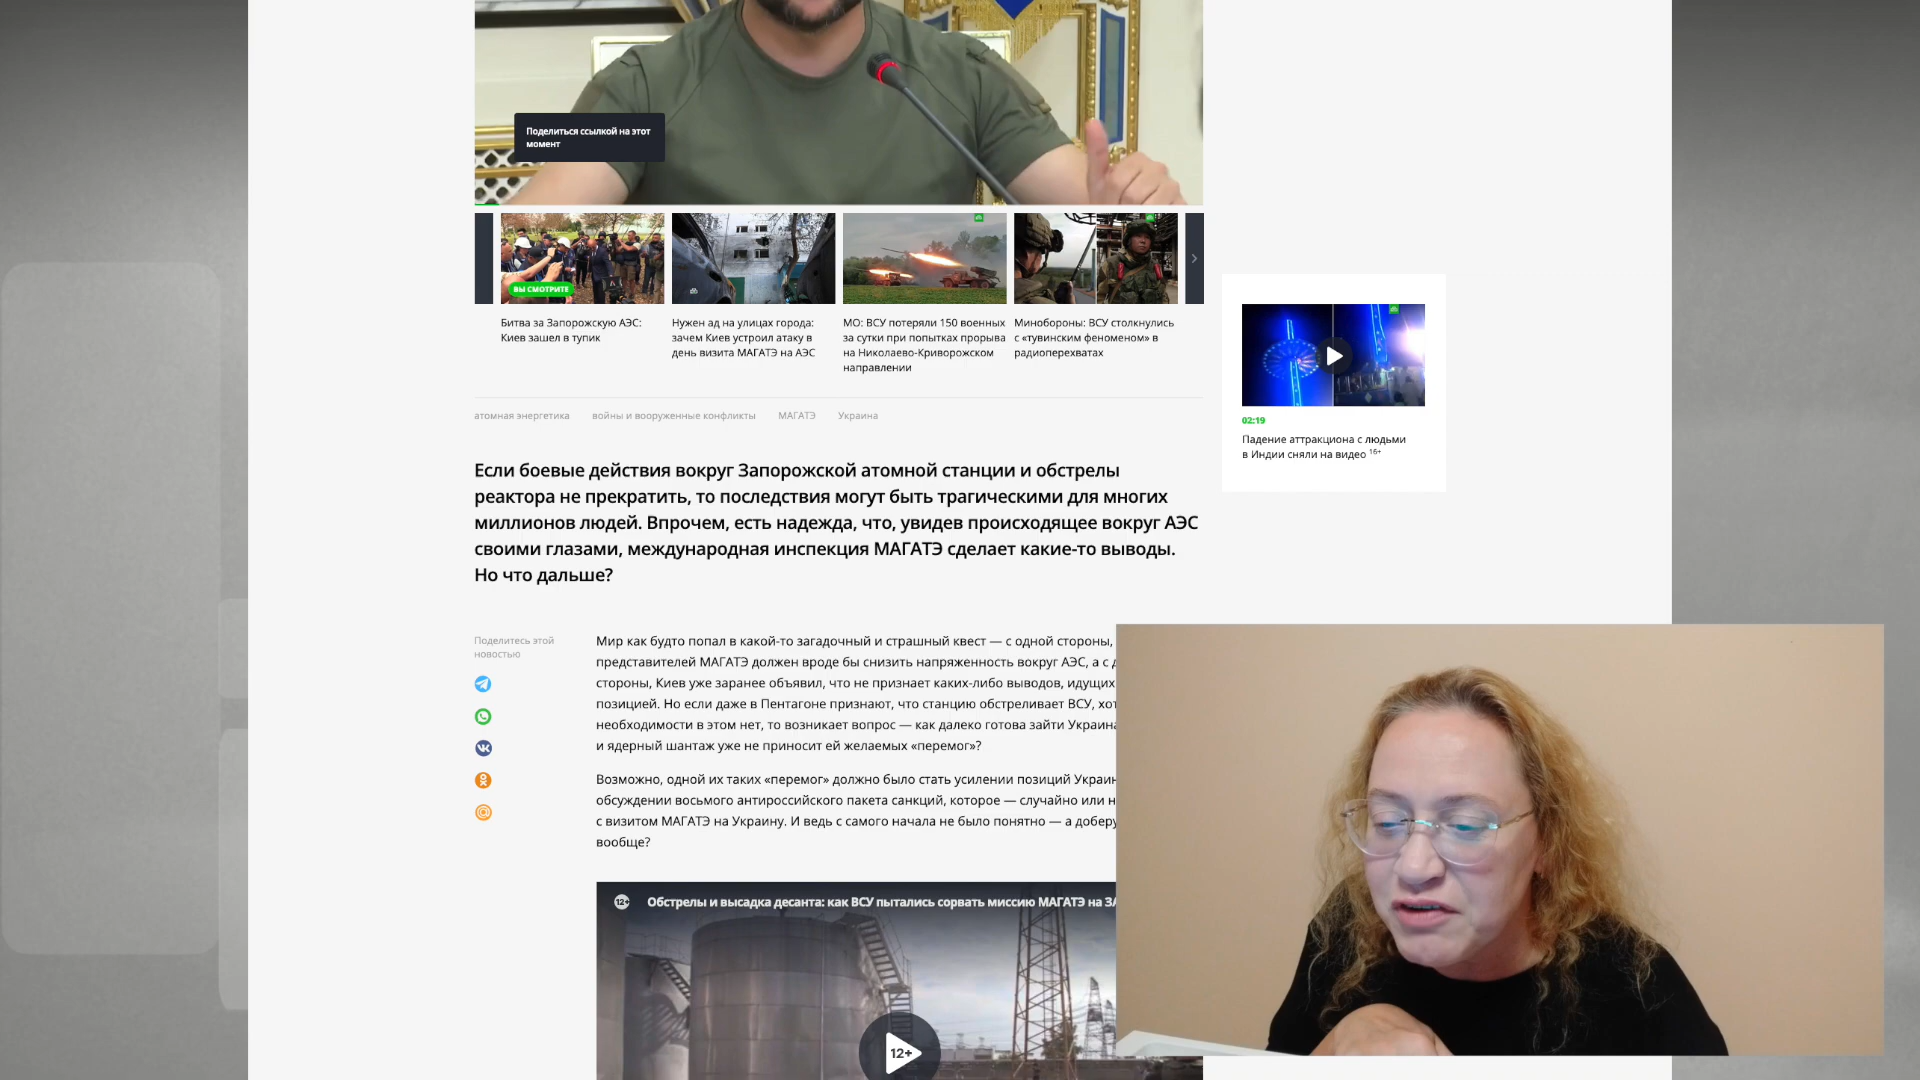 Поделиться ссылкой на этот
момент
ВЫ СМОТРИТЕ
Битва за Запорожскую АЭС:
Киев зашел в тупик
Нужен ад на улицах города:
зачем Киев устроил атаку в
день визита МАГАТЭ на АЭС
МО: ВСУ потеряли 150 военных
за сутки при попытках прорыва
на Николаево-Криворожском
направлении
Минобороны: ВСУ столкнулись
с «тувинским феноменом» в
радиоперехватах
02:19
Падение аттракциона с людьми
в Индии сняли на видео 16+
атомная энергетика войны и вооруженные конфликты МАГАТЭ Украина
Если боевые действия вокруг Запорожской атомной станции и обстрелы
реактора не прекратить, то последствия могут быть трагическими для многих
миллионов людей. Впрочем, есть надежда, что, увидев происходящее вокруг АЭС
своими глазами, международная инспекция МАГАТЭ сделает какие-то выводы.
Но что дальше?
Поделитесь этой
новостью
Мир как будто попал в какой-то загадочный и страшный квест — с одной стороны,
представителей МАГАТЭ должен вроде бы снизить напряженность вокруг АЭС, а с
стороны, Киев уже заранее объявил, что не признает каких-либо выводов, идущих
позицией. Но если даже в Пентагоне признают, что станцию обстреливает ВСУ,
необходимости в этом нет, то возникает вопрос — как далеко готова зайти Украина
и ядерный шантаж уже не приносит ей желаемых «перемог»?
Возможно, одной их таких «перемог» должно было стать усилении позиций
обсуждении восьмого антироссийского пакета санкций, которое — случайно или
с визитом МАГАТЭ на Украину. И ведь с самого начала не было понятно — а
вообще?
12+ Обстрелы и высадка десанта: как ВСУ пытались сорвать миссию МАГАТЭ на
12+